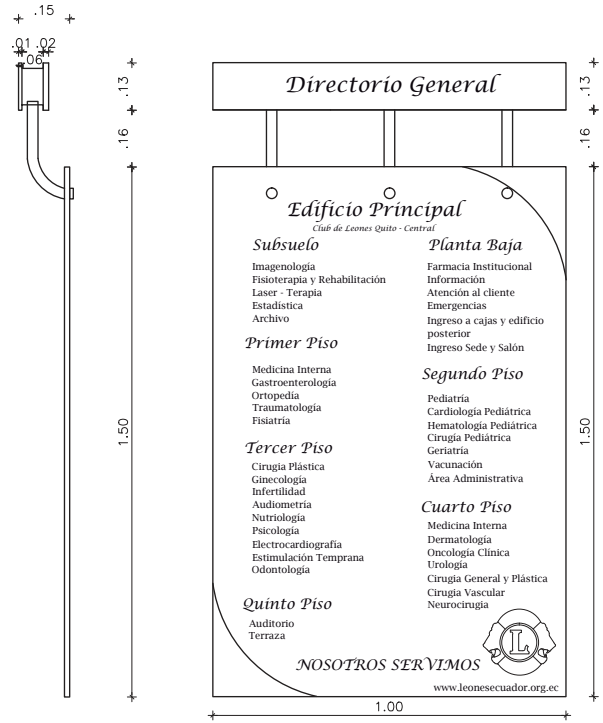 .15
.01 .02
.06
.13
.16
1.50
Directorio General
.13
.16
Edificio Principal
Club de Leones Quito - Central
Subsuelo
Imagenología
Fisioterapia y Rehabilitación
Laser - Terapia
Estadística
Archivo
Primer Piso
Medicina Interna
Gastroenterología
Ortopedía
Traumatología
Fisiatría
Tercer Piso
Cirugia Plástica
Ginecología
Infertilidad
Audiometría
Nutriología
Psicología
Electrocardiografía
Estimulación Temprana
Odontología
Quinto Piso
Auditorio
Terraza
Planta Baja
Farmacia Institucional
Información
Atención al cliente
Emergencias
Ingreso a cajas y edificio
posterior
Ingreso Sede y Salón
Segundo Piso
Pediatría
Cardiología Pediátrica
Hematología Pediátrica
Cirugía Pediátrica
Geriatría
Vacunación
Área Administrativa
Cuarto Piso
Medicina Interna
Dermatología
Oncología Clínica
Urología
Cirugía General y Plástica
Cirugía Vascular
Neurocirugía
L
NOSOTROS SERVIMOS
www.leonesecuador.org.ec
1.50
1.00